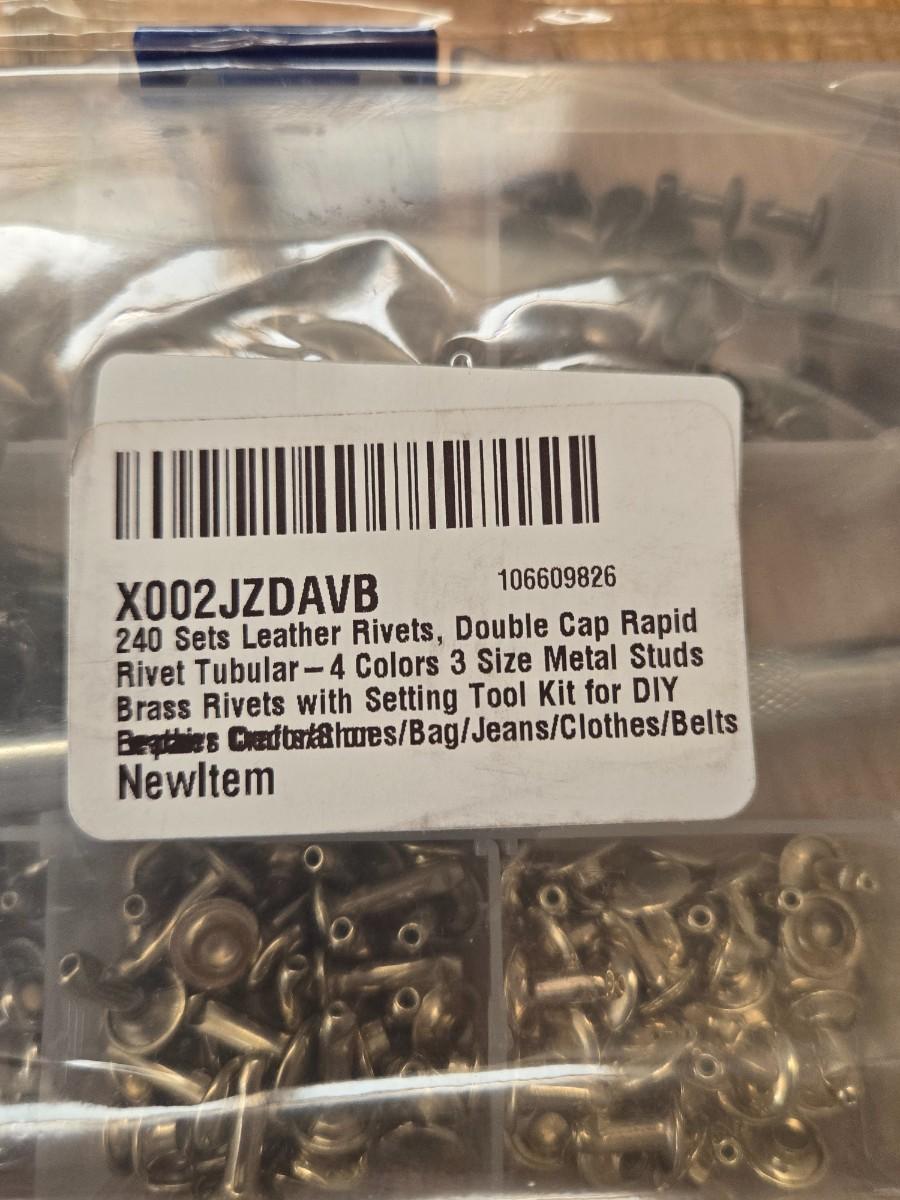 X002JZDAVB
106609826
240 Sets Leather Rivets, Double Cap Rapid
Rivet Tubular–4 Colors 3 Size Metal Studs
Brass Rivets with Setting Tool Kit for DIY
/Bag/Jeans/Clothes/Belts
NewItem